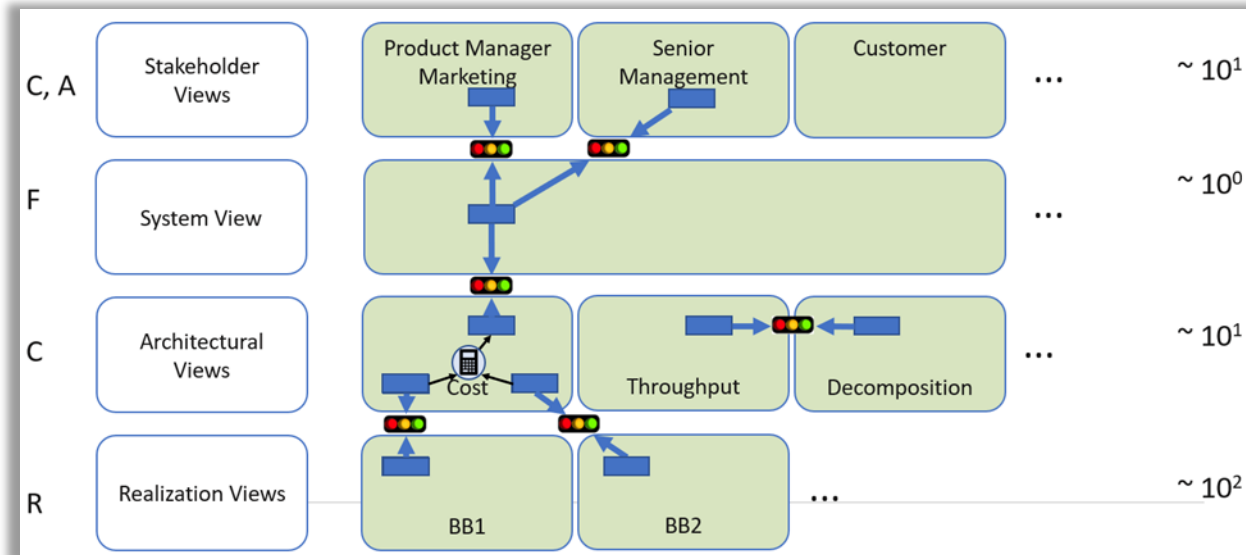 C, A
Stakeholder
Views
Product Manager
Marketing
Senior
Management
Customer
...
~ 10¹
F
System View
...
~ 10⁰
C
Architectural
Views
Cost
Throughput
Decomposition
...
~ 10¹
R
Realization Views
BB1
BB2
...
~ 10²